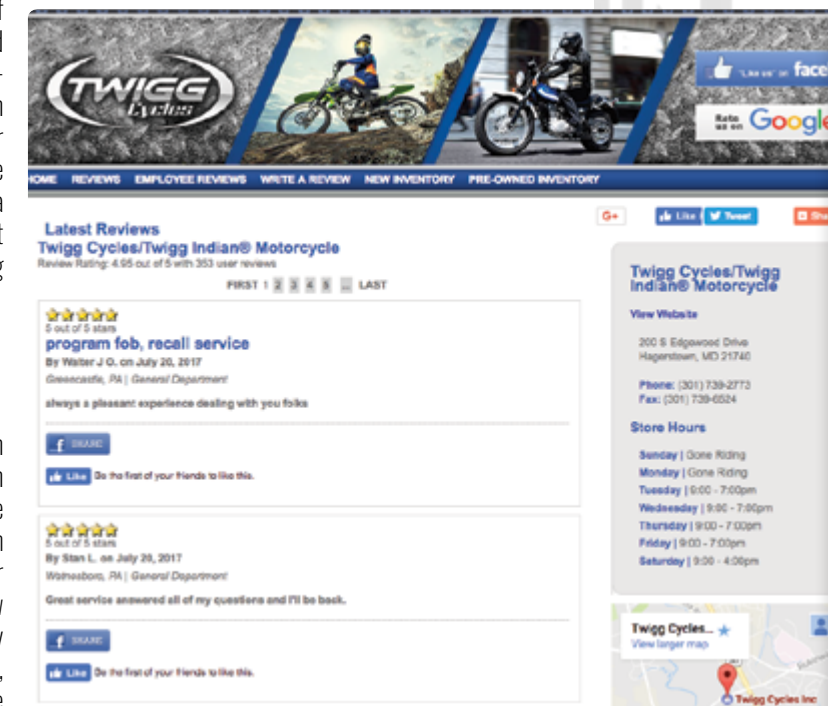 TWIGG
Cycles
"Like us" on face
Rate us on Google
HOME REVIEWS EMPLOYEE REVIEWS WRITE A REVIEW NEW INVENTORY PRE-OWNED INVENTORY
G+ Like Tweet Sha
Latest Reviews
Twigg Cycles/Twigg Indian® Motorcycle
Review Rating: 4.95 out of 5 with 353 user reviews
FIRST 1 2 3 4 5 ... LAST
5 out of 5 stars
program fob, recall service
By Walter J O. on July 20, 2017
Greencastle, PA | General Department
always a pleasant experience dealing with you folks
f SHARE
Like Be the first of your friends to like this.
5 out of 5 stars
By Stan L. on July 20, 2017
Waynesboro, PA | General Department
Great service answered all of my questions and I'll be back.
f SHARE
Like Be the first of your friends to like this.
Twigg Cycles/Twigg
Indian® Motorcycle
View Website
200 S Edgewood Drive
Hagerstown, MD 21740
Phone: (301) 739-2773
Fax: (301) 739-6524
Store Hours
Sunday | Gone Riding
Monday | Gone Riding
Tuesday | 9:00 - 7:00pm
Wednesday | 9:00 - 7:00pm
Thursday | 9:00 - 7:00pm
Friday | 9:00 - 7:00pm
Saturday | 9:00 - 4:00pm
Twigg Cycles...
View larger map
Twigg Cycles Inc